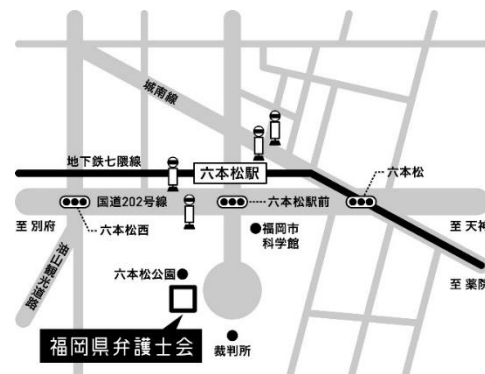 城南線
地下鉄七隈線
六本松駅
六本松
国道202号線
六本松駅前
至 別府
六本松西
福岡市
科学館
至 天神
油山観光道路
六本松公園
至 薬院
福岡県弁護士会
裁判所